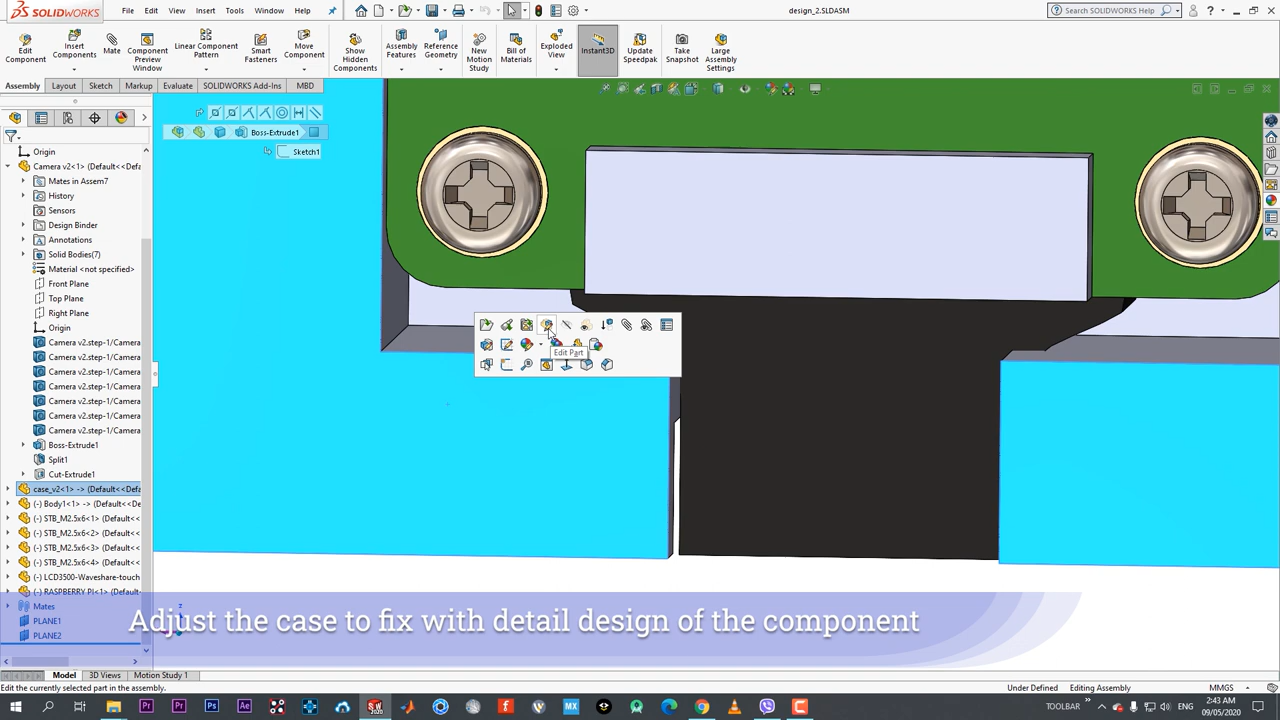 SOLIDWORKS File Edit View Insert Tools Window Help design_2.SLDASM Search SOLIDWORKS Help
Edit Component
Insert Components
Mate
Component Preview Window
Linear Component Pattern
Smart Fasteners
Move Component
Show Hidden Components
Assembly Features
Reference Geometry
New Motion Study
Bill of Materials
Exploded View
Instant3D
Update Speedpak
Take Snapshot
Large Assembly Settings
Assembly Layout Sketch Markup Evaluate SOLIDWORKS Add-Ins MBD
Boss-Extrude1
Sketch1
Origin
Camera v2<1> (Default<<Defa
Mates in Assem7
History
Sensors
Design Binder
Annotations
Solid Bodies(7)
Material <not specified>
Front Plane
Top Plane
Right Plane
Origin
Camera v2.step-1/Camera
Camera v2.step-1/Camera
Camera v2.step-1/Camera
Camera v2.step-1/Camera
Camera v2.step-1/Camera
Camera v2.step-1/Camera
Camera v2.step-1/Camera
Boss-Extrude1
Split1
Cut-Extrude1
case_v2<1> -> (Default<<Def
(-) Body1<1> -> (Default<<De
(-) STB_M2.5x6<1> (Default<<
(-) STB_M2.5x6<2> (Default<<
(-) STB_M2.5x6<3> (Default<<
(-) STB_M2.5x6<4> (Default<<
(-) LCD3500-Waveshare-touch
(-) RASPBERRY PI<1> (Default
Mates
PLANE1
PLANE2
Edit Part
Adjust the case to fix with detail design of the component
Model 3D Views Motion Study 1
Edit the currently selected part in the assembly. Under Defined Editing Assembly MMGS
TOOLBAR ENG 2:43 AM
09/05/2020